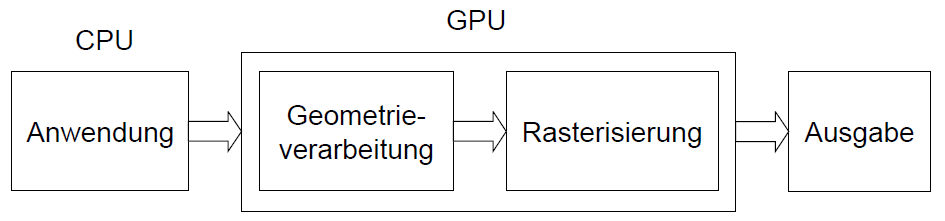 CPU
GPU
Anwendung
Geometrie-
verarbeitung
Rasterisierung
Ausgabe